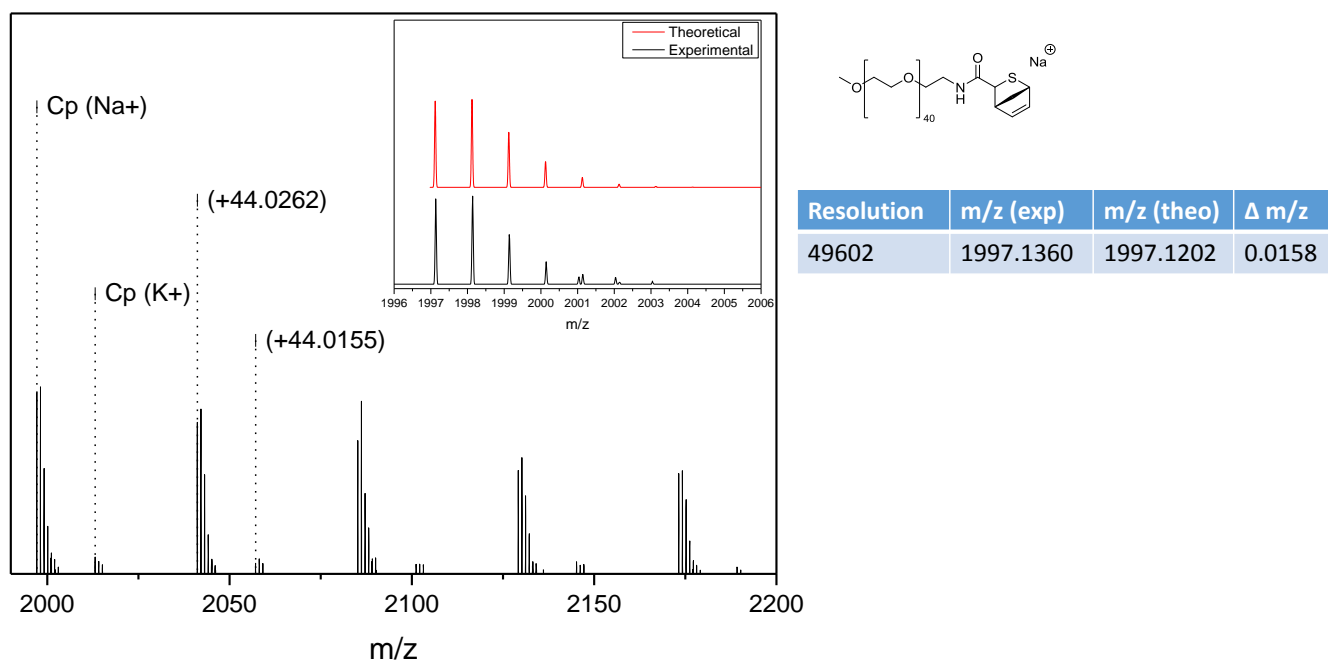 Theoretical
Experimental
Cp (Na+)
(+44.0262)
Cp (K+)
(+44.0155)
1996 1997 1998 1999 2000 2001 2002 2003 2004 2005 2006
m/z
2000 2050 2100 2150 2200
m/z
O O N H O S Na ⊕
40
Resolution m/z (exp) m/z (theo) Δ m/z
49602 1997.1360 1997.1202 0.0158